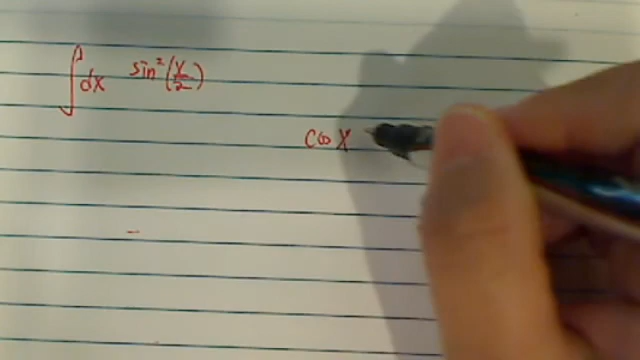 ∫ dx sin²(x/2)
cos x